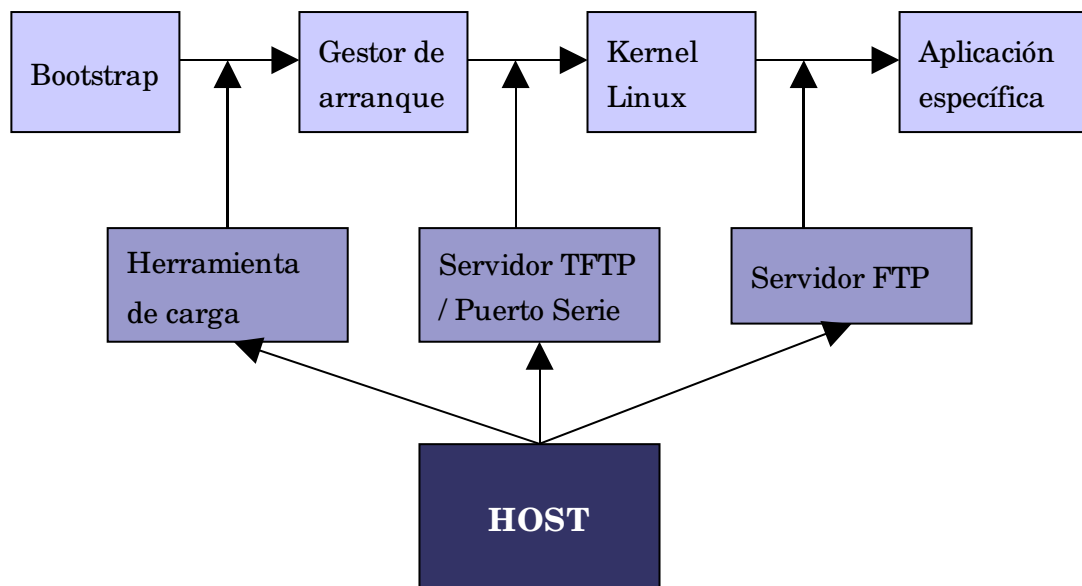 Bootstrap
Gestor de
arranque
Kernel
Linux
Aplicación
específica
Herramienta
de carga
Servidor TFTP
/ Puerto Serie
Servidor FTP
HOST